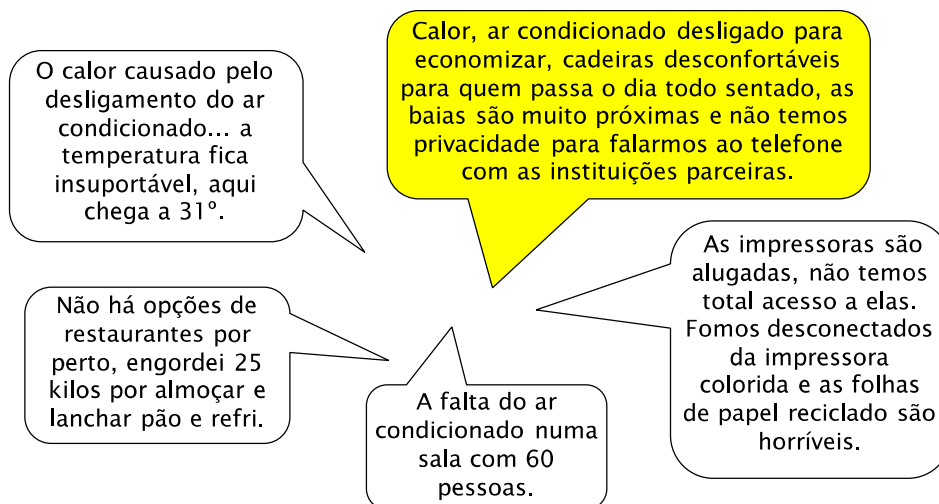 O calor causado pelo
desligamento do ar
condicionado... a
temperatura fica
insuportável, aqui
chega a 31º.
Calor, ar condicionado desligado para
economizar, cadeiras desconfortáveis
para quem passa o dia todo sentado, as
baias são muito próximas e não temos
privacidade para falarmos ao telefone
com as instituições parceiras.
Não há opções de
restaurantes por
perto, engordei 25
kilos por almoçar e
lanchar pão e refri.
A falta do ar
condicionado numa
sala com 60
pessoas.
As impressoras são
alugadas, não temos
total acesso a elas.
Fomos desconectados
da impressora
colorida e as folhas
de papel reciclado são
horríveis.